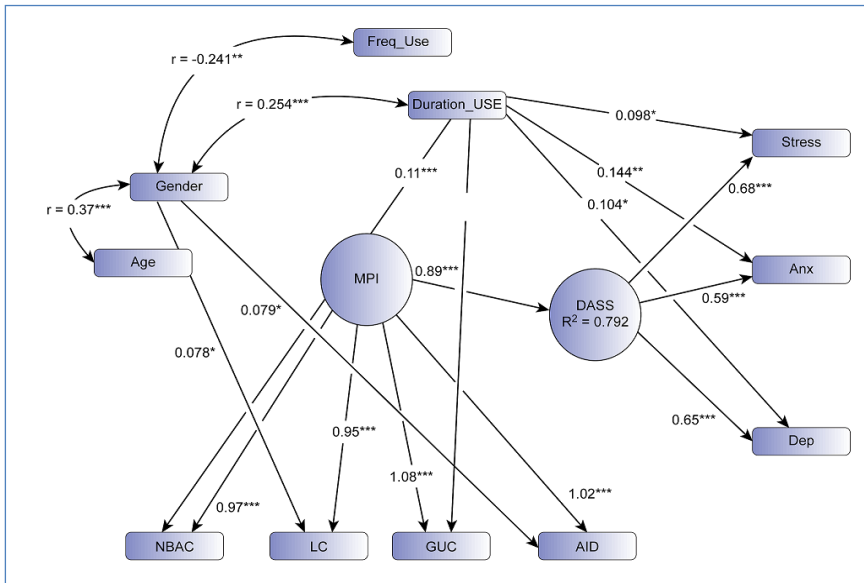 Freq_Use
r = -0.241**
r = 0.254***
Duration_USE
0.098*
Stress
0.11***
0.144**
0.68***
Gender
0.104*
r = 0.37***
Age
MPI
0.89***
Anx
DASS
R² = 0.792
0.59***
0.079*
0.078*
0.95***
0.65***
Dep
1.08***
1.02***
0.97***
NBAC
LC
GUC
AID